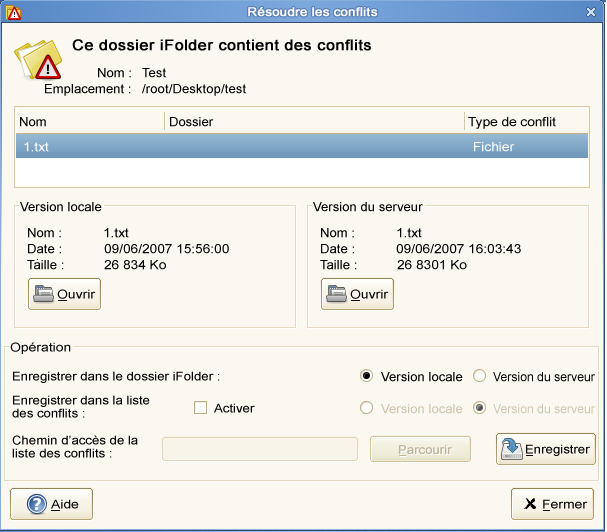 Résoudre les conflits
Ce dossier iFolder contient des conflits
Nom : Test
Emplacement : /root/Desktop/test
Nom Dossier Type de conflit
1.txt Fichier
Version locale
Nom : 1.txt
Date : 09/06/2007 15:56:00
Taille : 26 834 Ko
Ouvrir
Version du serveur
Nom : 1.txt
Date : 09/06/2007 16:03:43
Taille : 26 8301 Ko
Ouvrir
Opération
Enregistrer dans le dossier iFolder : Version locale Version du serveur
Enregistrer dans la liste
des conflits : Activer Version locale Version du serveur
Chemin d'accès de la
liste des conflits : Parcourir Enregistrer
Aide Fermer